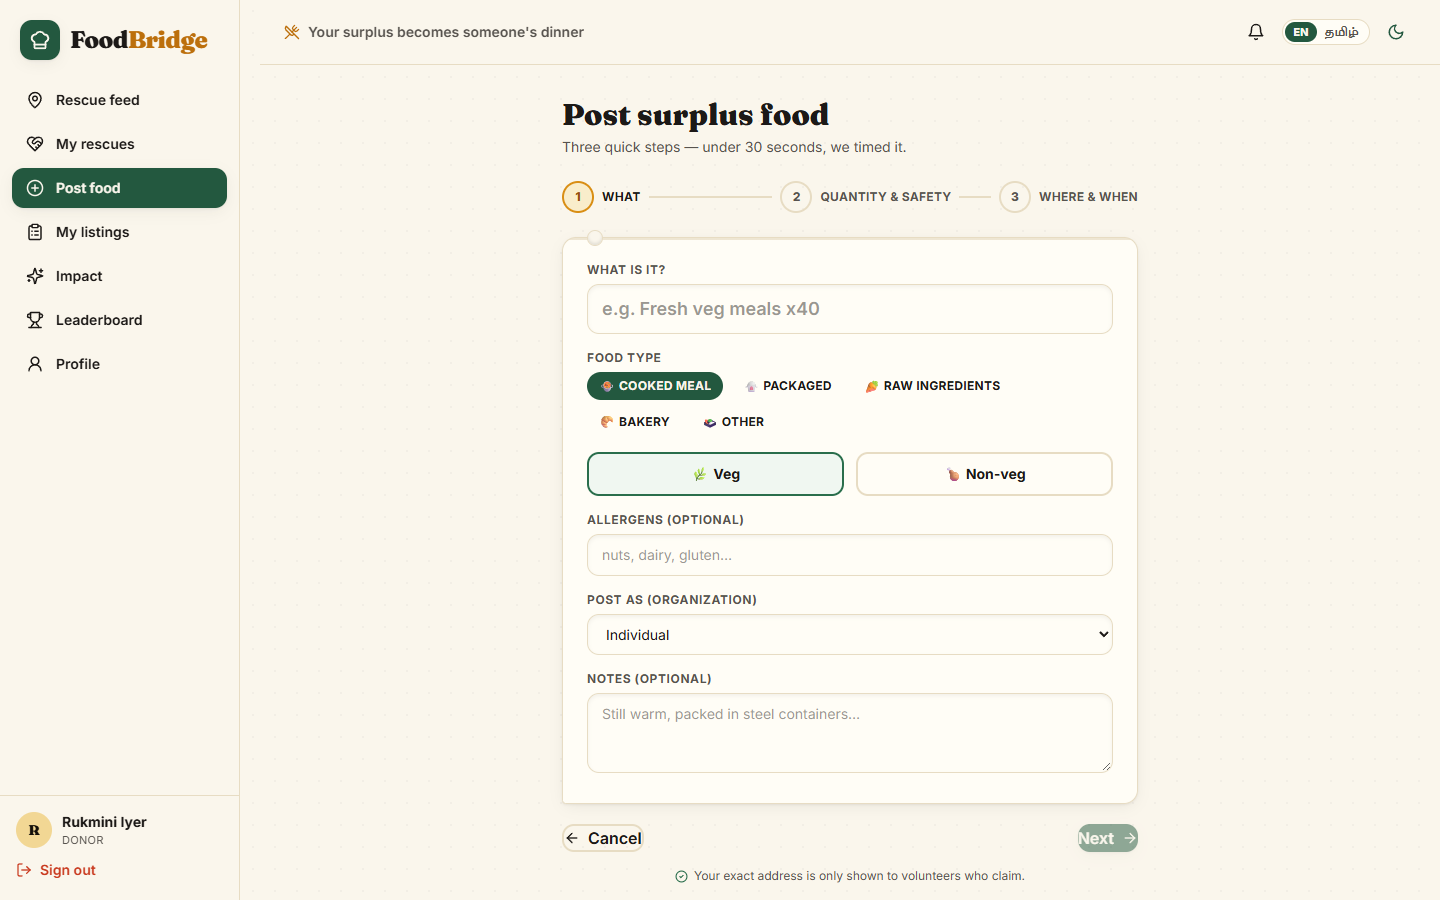 FoodBridge
Your surplus becomes someone's dinner
EN
தமிழ்
Rescue feed
My rescues
Post food
My listings
Impact
Leaderboard
Profile
R
Rukmini Iyer
DONOR
Sign out
Post surplus food
Three quick steps — under 30 seconds, we timed it.
1 WHAT
2 QUANTITY & SAFETY
3 WHERE & WHEN
WHAT IS IT?
e.g. Fresh veg meals x40
FOOD TYPE
COOKED MEAL
PACKAGED
RAW INGREDIENTS
BAKERY
OTHER
Veg
Non-veg
ALLERGENS (OPTIONAL)
nuts, dairy, gluten...
POST AS (ORGANIZATION)
Individual
NOTES (OPTIONAL)
Still warm, packed in steel containers...
Cancel
Next
Your exact address is only shown to volunteers who claim.